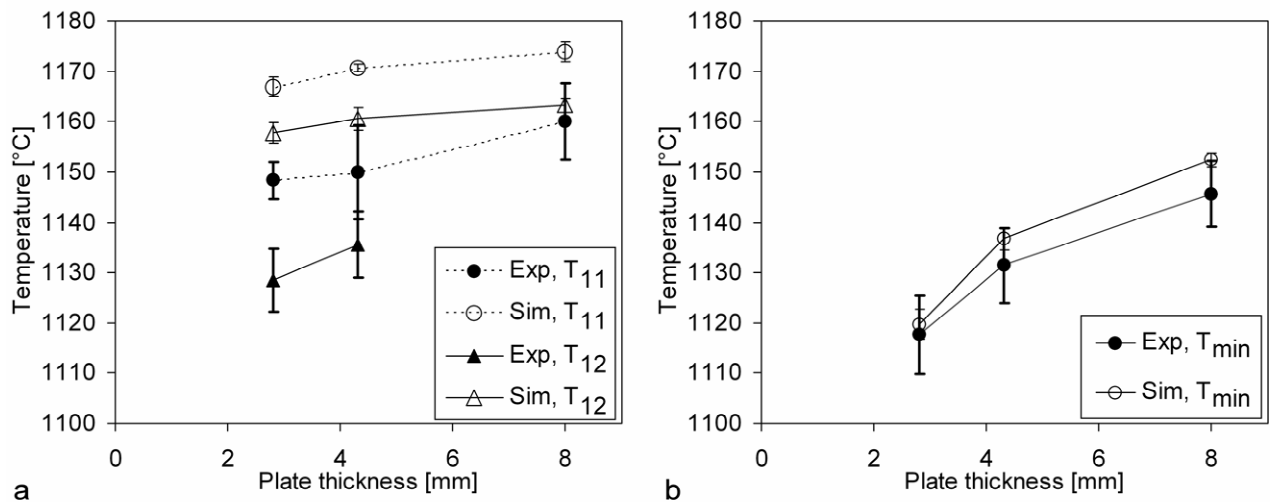 1180
1170
1160
1150
1140
1130
1120
1110
1100
Temperature [°C]
0 2 4 6 8
Plate thickness [mm]
Exp, T11
Sim, T11
Exp, T12
Sim, T12
a
1180
1170
1160
1150
1140
1130
1120
1110
1100
Temperature [°C]
0 2 4 6 8
Plate thickness [mm]
Exp, Tmin
Sim, Tmin
b